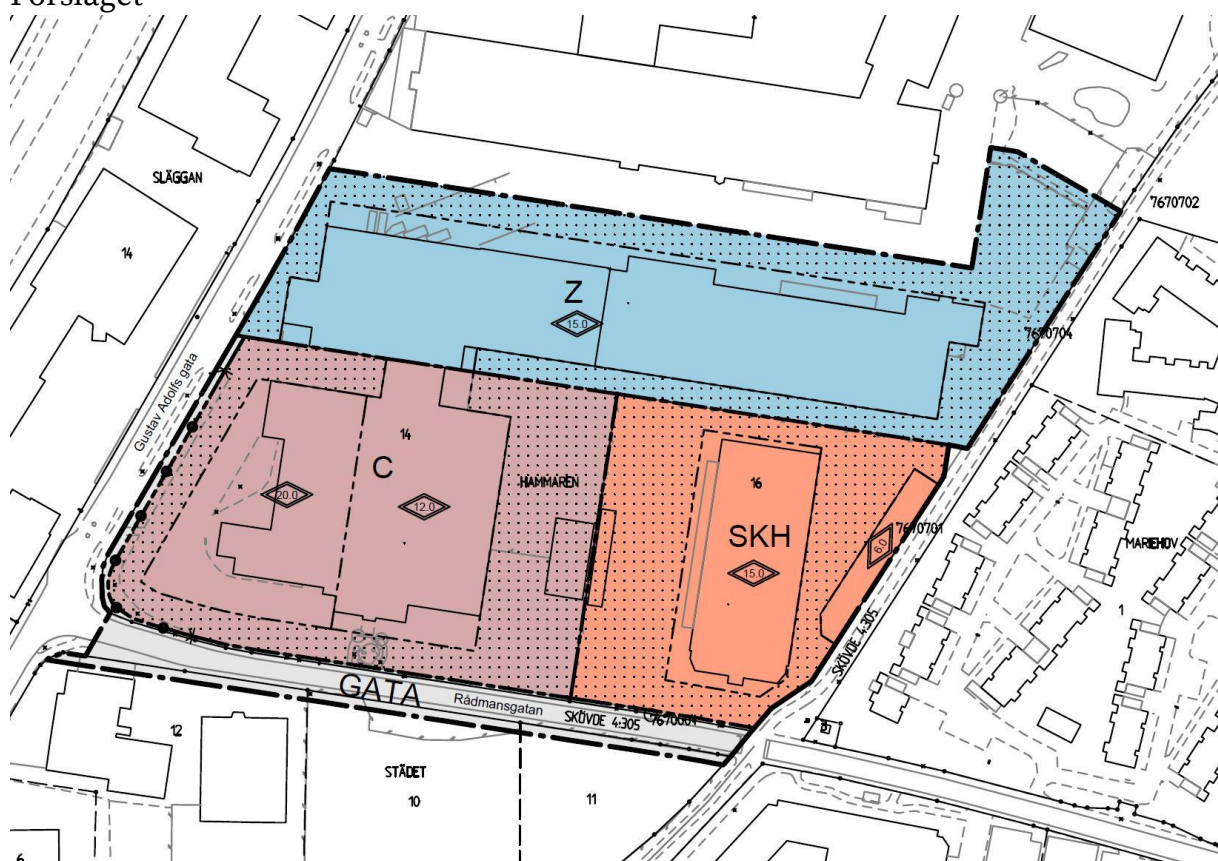 Förslaget
SLÄGGAN
14
7670702
Z
15.0
7670704
Gustav Adolfs gata
14
C
HAMMAREN
20.0
12.0
16
SKH
15.0
6.0
7670701
MARIEHOV
1
SKÖVDE 4:305
GATA
Rådmansgatan
SKÖVDE 4:305
12
STÄDET
10
11
6